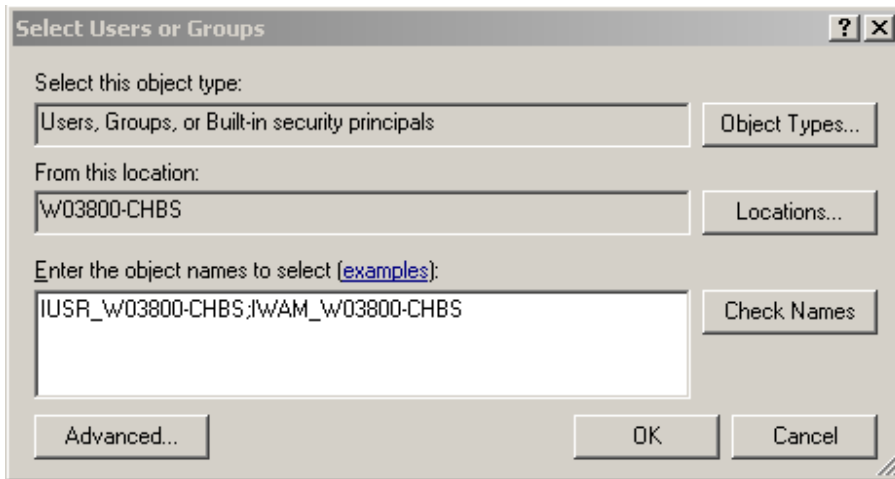 Select Users or Groups
Select this object type:
Users, Groups, or Built-in security principals
Object Types...
From this location:
W03800-CHBS
Locations...
Enter the object names to select (examples):
IUSR_W03800-CHBS;IWAM_W03800-CHBS
Check Names
Advanced...
OK
Cancel